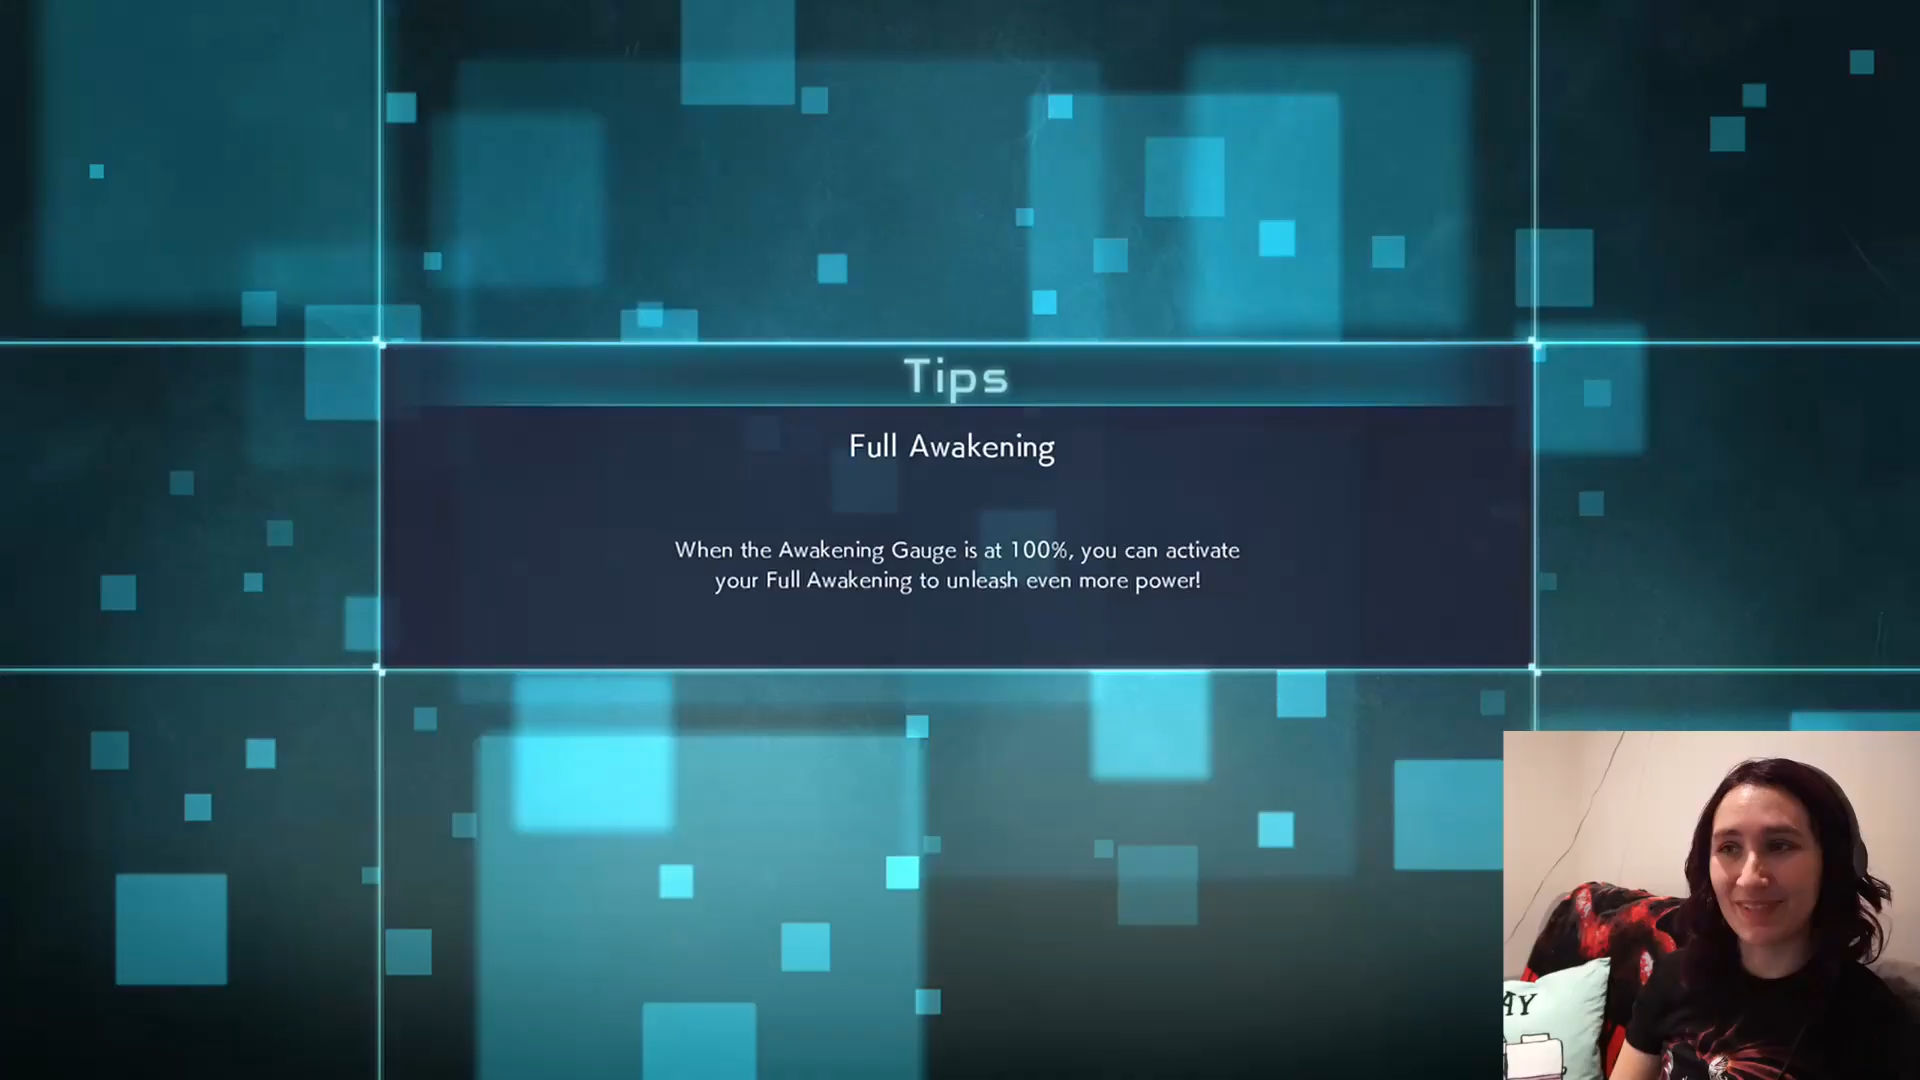 Tips
Full Awakening
When the Awakening Gauge is at 100%, you can activate
your Full Awakening to unleash even more power!
AY